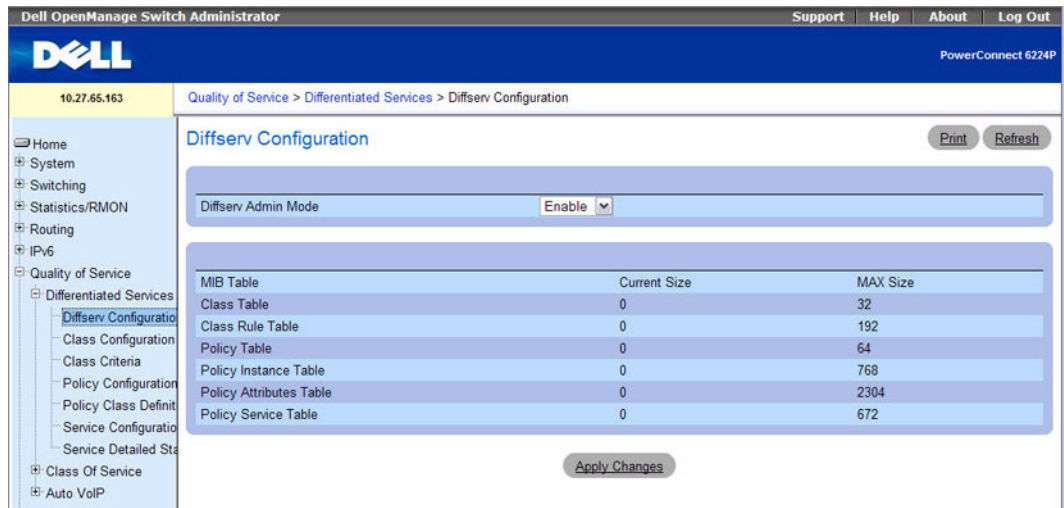 Dell OpenManage Switch Administrator Support Help About Log Out
DELL
PowerConnect 6224P
10.27.65.163
Quality of Service > Differentiated Services > Diffserv Configuration
Home
System
Switching
Statistics/RMON
Routing
IPv6
Quality of Service
Differentiated Services
Diffserv Configuratio
Class Configuration
Class Criteria
Policy Configuration
Policy Class Definit
Service Configuratio
Service Detailed Sta
Class Of Service
Auto VoIP
Diffserv Configuration
Print Refresh
Diffserv Admin Mode Enable
MIB Table Current Size MAX Size
Class Table 0 32
Class Rule Table 0 192
Policy Table 0 64
Policy Instance Table 0 768
Policy Attributes Table 0 2304
Policy Service Table 0 672
Apply Changes